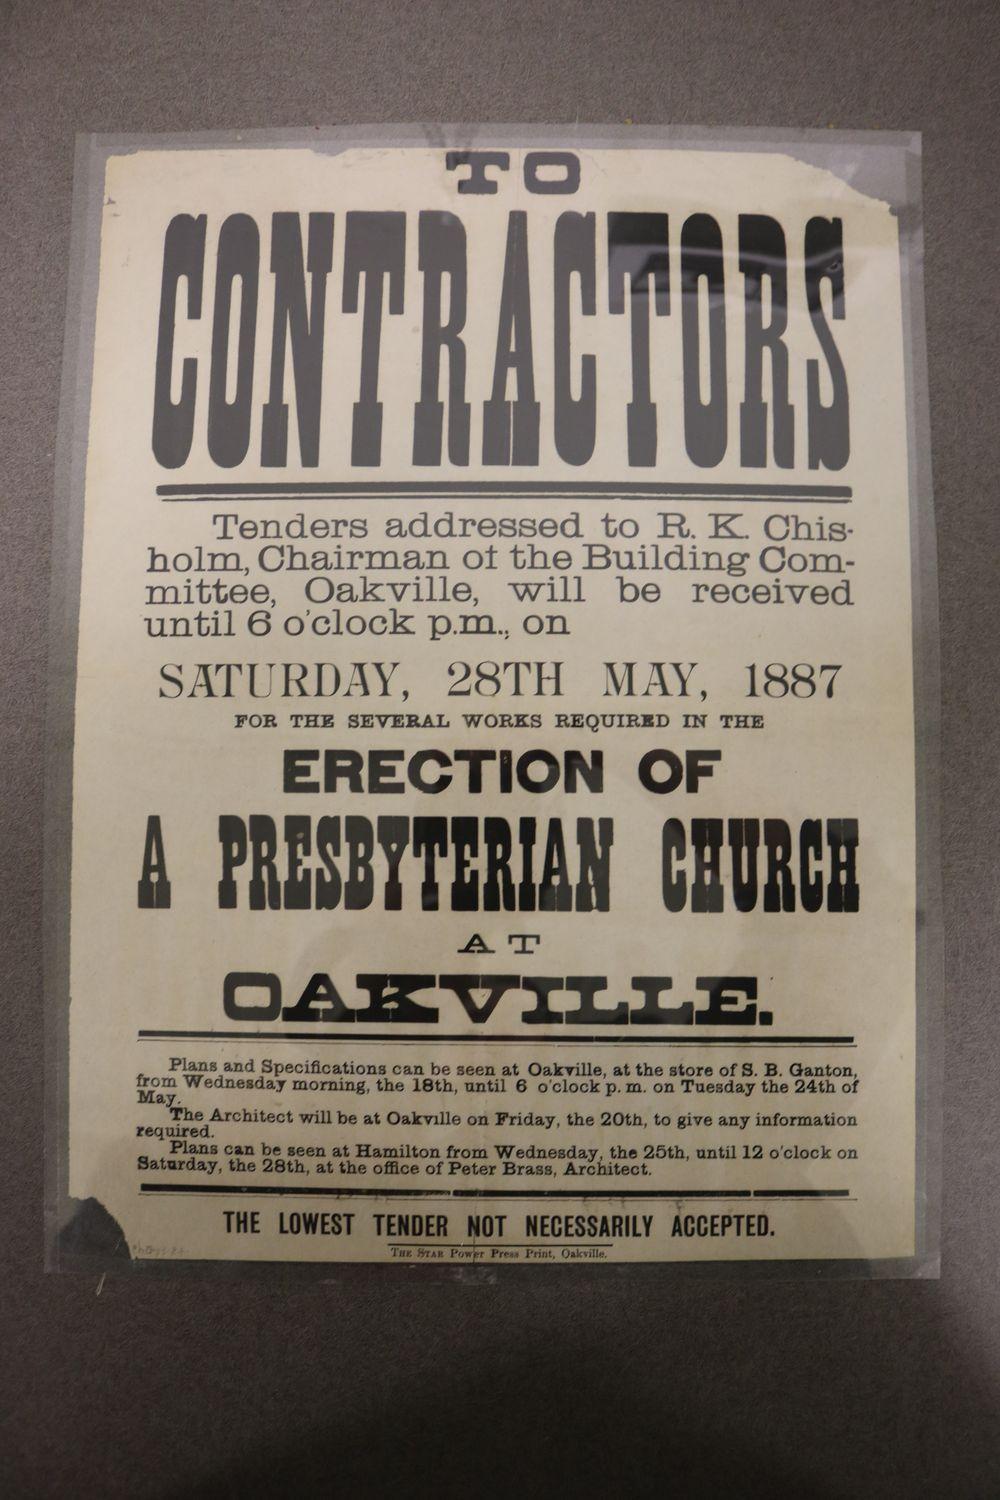 TO
CONTRACTORS
Tenders addressed to R. K. Chis-
holm, Chairman of the Building Com-
mittee, Oakville, will be received
until 6 o'clock p.m., on
SATURDAY, 28TH MAY, 1887
FOR THE SEVERAL WORKS REQUIRED IN THE
ERECTION OF
A PRESBYTERIAN CHURCH
AT
OAKVILLE.
Plans and Specifications can be seen at Oakville, at the store of S. B. Ganton,
from Wednesday morning, the 18th, until 6 o'clock p. m. on Tuesday the 24th of
May.
The Architect will be at Oakville on Friday, the 20th, to give any information
required.
Plans can be seen at Hamilton from Wednesday, the 25th, until 12 o'clock on
Saturday, the 28th, at the office of Peter Brass, Architect.
THE LOWEST TENDER NOT NECESSARILY ACCEPTED.
THE STAR Power Press Print, Oakville.